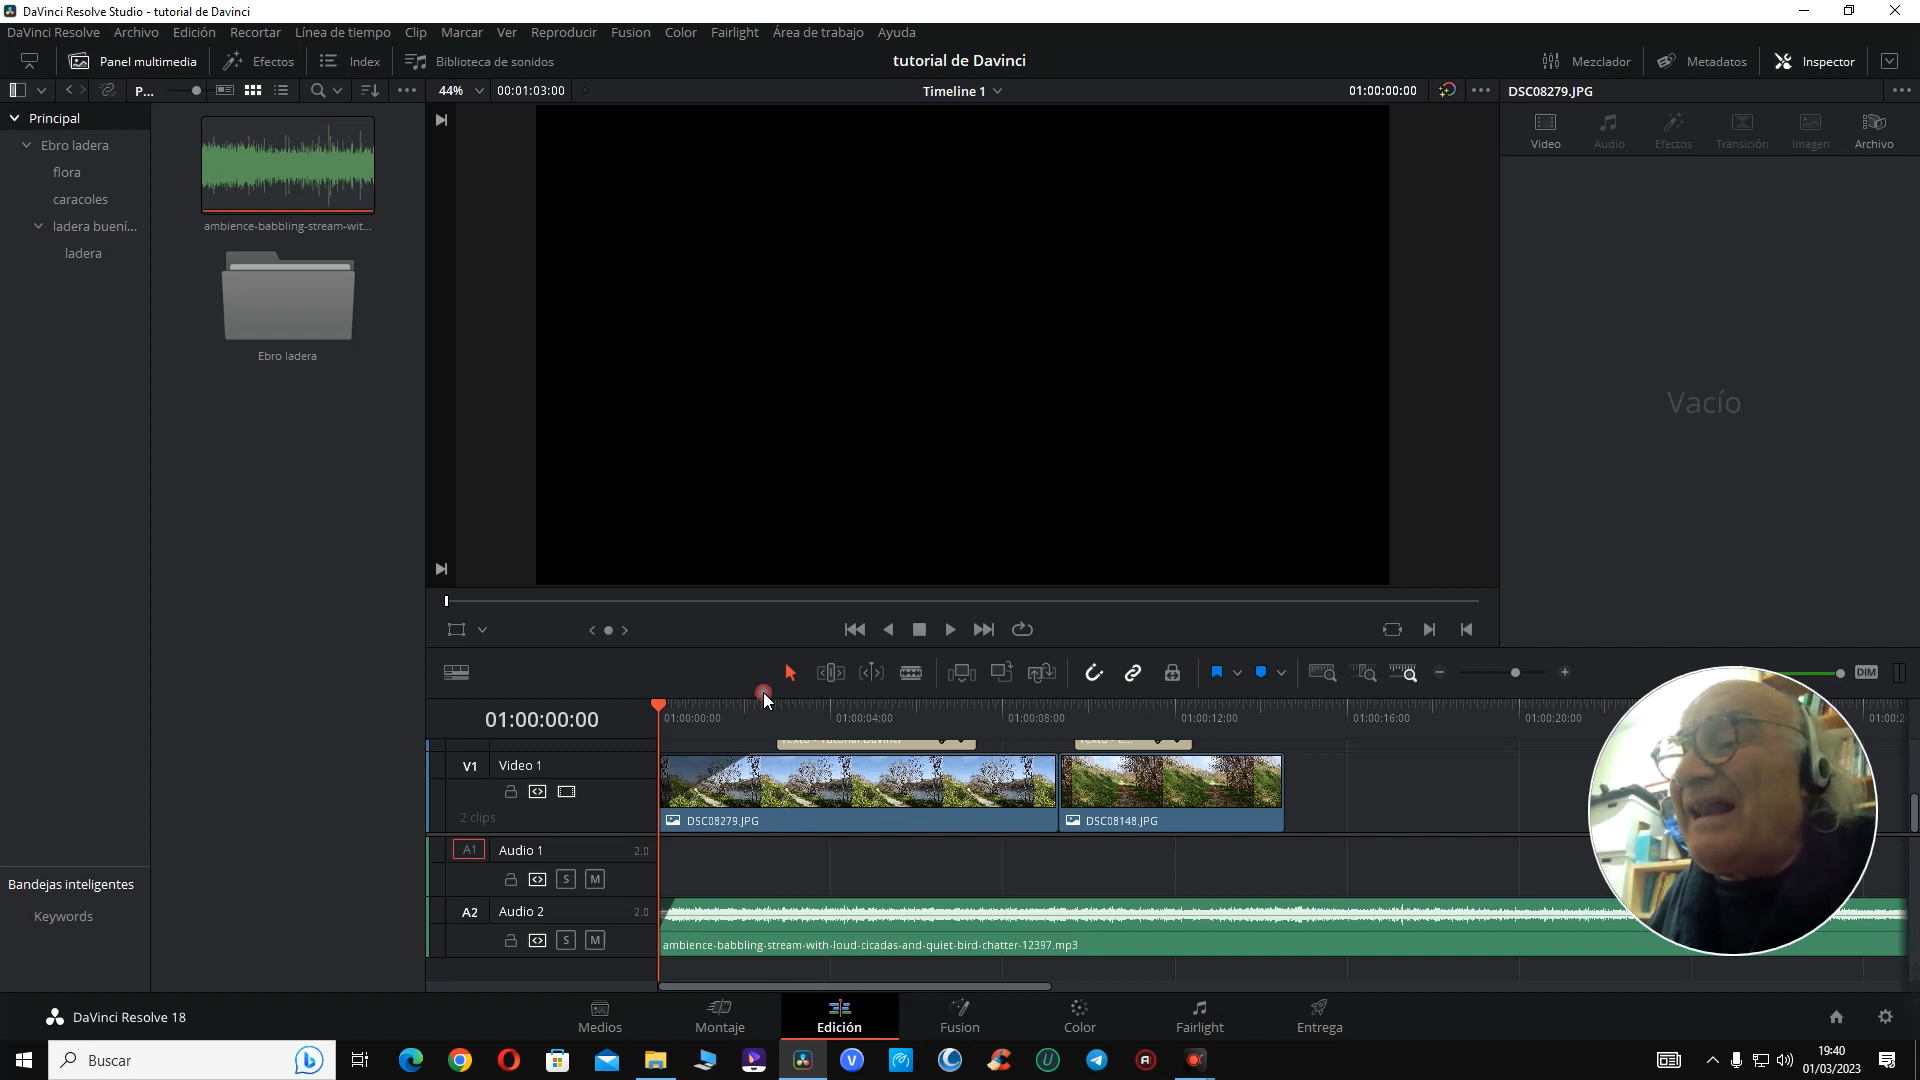 DaVinci Resolve Studio - tutorial de Davinci
DaVinci Resolve Archivo Edición Recortar Línea de tiempo Clip Marcar Ver Reproducir Fusion Color Fairlight Área de trabajo Ayuda
Panel multimedia Efectos Index Biblioteca de sonidos tutorial de Davinci Mezclador Metadatos Inspector
P... 44% 00:01:03:00 Timeline 1 01:00:00:00 DSC08279.JPG
Principal
Ebro ladera
flora
caracoles
ladera buení...
ladera
ambience-babbling-stream-wit...
Ebro ladera
Video Audio Efectos Transición Imagen Archivo
Vacío
DIM
01:00:00:00
01:00:00:00 01:00:04:00 01:00:08:00 01:00:12:00 01:00:16:00 01:00:20:00
Texto - Tutorial Davinci
V1 Video 1
2 clips
DSC08279.JPG DSC08148.JPG
A1 Audio 1 2.0
S M
A2 Audio 2 2.0
S M
ambience-babbling-stream-with-loud-cicadas-and-quiet-bird-chatter-12397.mp3
Bandejas inteligentes
Keywords
DaVinci Resolve 18
Medios Montaje Edición Fusion Color Fairlight Entrega
Buscar
19:40
01/03/2023